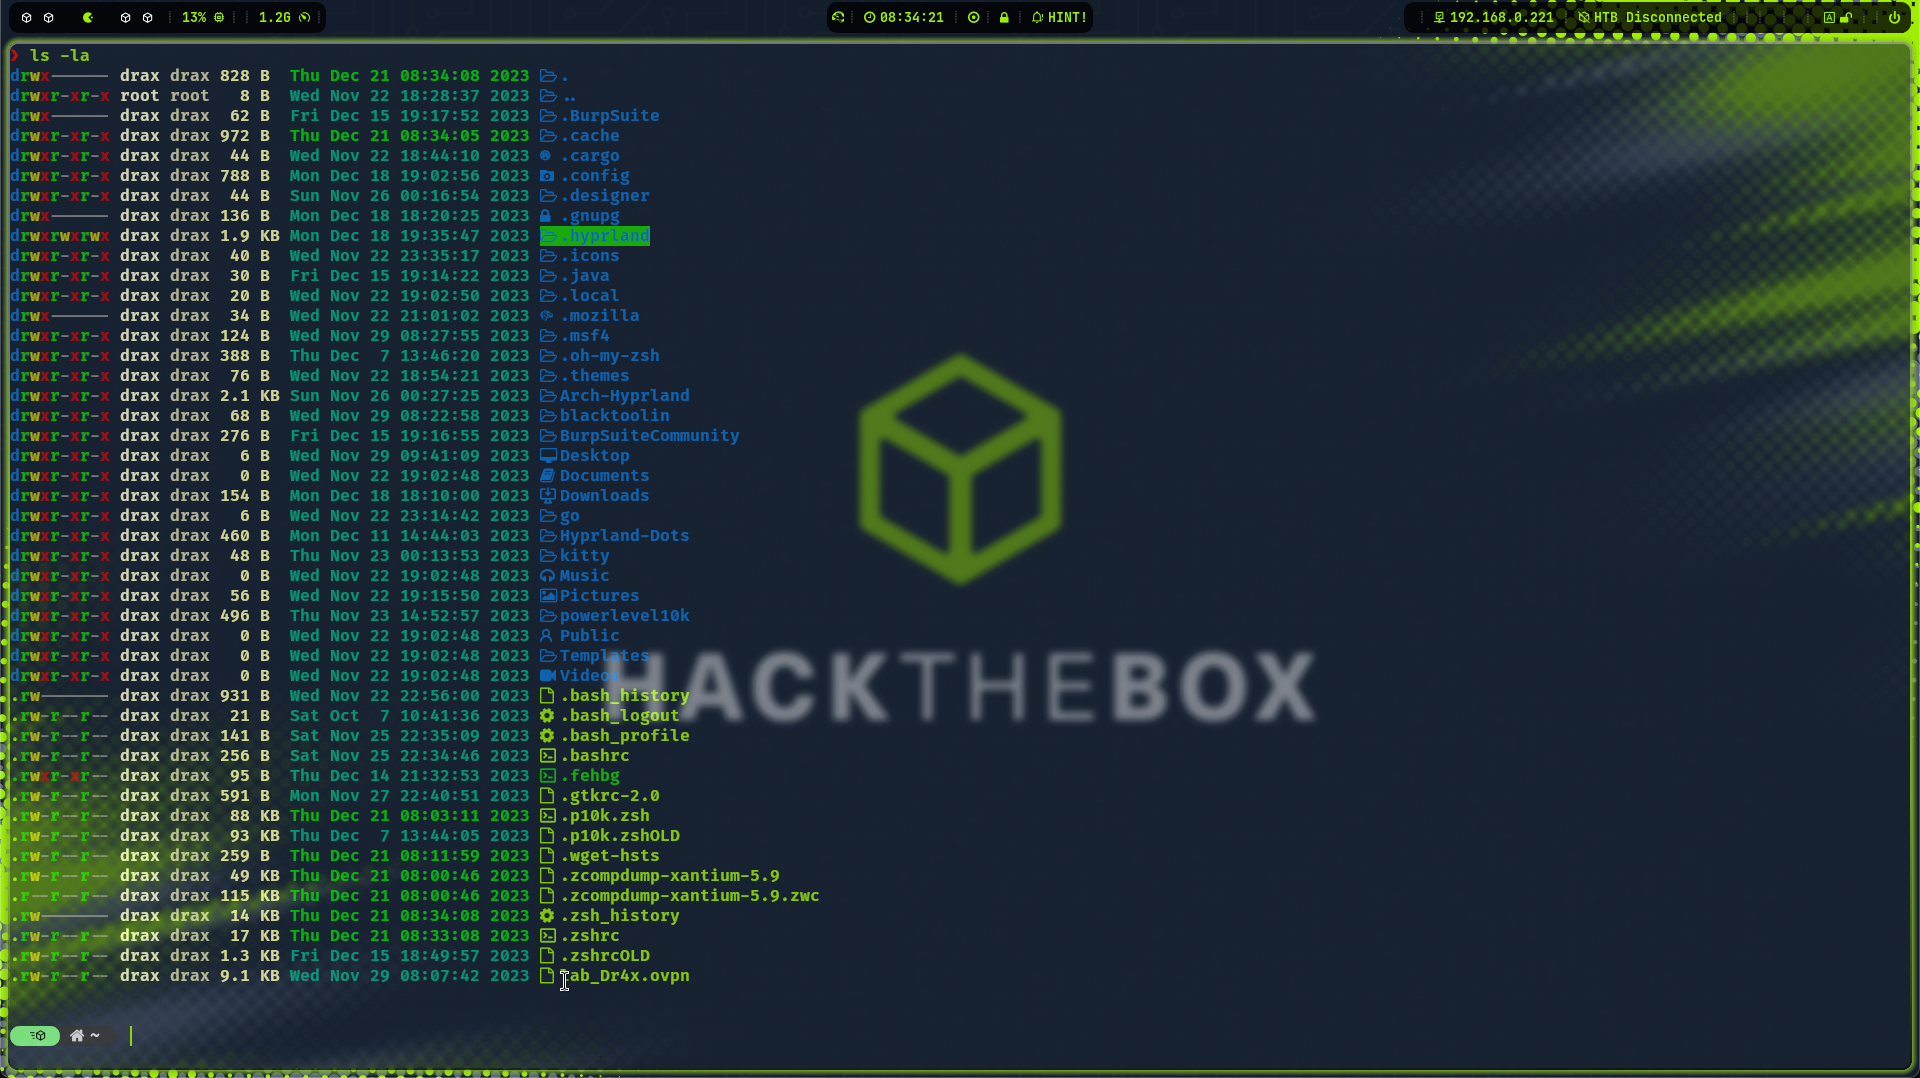 13% 1.2G 08:34:21 HINT! 192.168.0.221 HTB Disconnected
❯ ls -la
drwx------ drax drax 828 B Thu Dec 21 08:34:08 2023 .
drwxr-xr-x root root 8 B Wed Nov 22 18:28:37 2023 ..
drwx------ drax drax 62 B Fri Dec 15 19:17:52 2023 .BurpSuite
drwxr-xr-x drax drax 972 B Thu Dec 21 08:34:05 2023 .cache
drwxr-xr-x drax drax 44 B Wed Nov 22 18:44:10 2023 .cargo
drwxr-xr-x drax drax 788 B Mon Dec 18 19:02:56 2023 .config
drwxr-xr-x drax drax 44 B Sun Nov 26 00:16:54 2023 .designer
drwx------ drax drax 136 B Mon Dec 18 18:20:25 2023 .gnupg
drwxrwxrwx drax drax 1.9 KB Mon Dec 18 19:35:47 2023 .hyprland
drwxr-xr-x drax drax 40 B Wed Nov 22 23:35:17 2023 .icons
drwxr-xr-x drax drax 30 B Fri Dec 15 19:14:22 2023 .java
drwxr-xr-x drax drax 20 B Wed Nov 22 19:02:50 2023 .local
drwx------ drax drax 34 B Wed Nov 22 21:01:02 2023 .mozilla
drwxr-xr-x drax drax 124 B Wed Nov 29 08:27:55 2023 .msf4
drwxr-xr-x drax drax 388 B Thu Dec 7 13:46:20 2023 .oh-my-zsh
drwxr-xr-x drax drax 76 B Wed Nov 22 18:54:21 2023 .themes
drwxr-xr-x drax drax 2.1 KB Sun Nov 26 00:27:25 2023 Arch-Hyprland
drwxr-xr-x drax drax 68 B Wed Nov 29 08:22:58 2023 blacktoolin
drwxr-xr-x drax drax 276 B Fri Dec 15 19:16:55 2023 BurpSuiteCommunity
drwxr-xr-x drax drax 6 B Wed Nov 29 09:41:09 2023 Desktop
drwxr-xr-x drax drax 0 B Wed Nov 22 19:02:48 2023 Documents
drwxr-xr-x drax drax 154 B Mon Dec 18 18:10:00 2023 Downloads
drwxr-xr-x drax drax 6 B Wed Nov 22 23:14:42 2023 go
drwxr-xr-x drax drax 460 B Mon Dec 11 14:44:03 2023 Hyprland-Dots
drwxr-xr-x drax drax 48 B Thu Nov 23 00:13:53 2023 kitty
drwxr-xr-x drax drax 0 B Wed Nov 22 19:02:48 2023 Music
drwxr-xr-x drax drax 56 B Wed Nov 22 19:15:50 2023 Pictures
drwxr-xr-x drax drax 496 B Thu Nov 23 14:52:57 2023 powerlevel10k
drwxr-xr-x drax drax 0 B Wed Nov 22 19:02:48 2023 Public
drwxr-xr-x drax drax 0 B Wed Nov 22 19:02:48 2023 Templates
drwxr-xr-x drax drax 0 B Wed Nov 22 19:02:48 2023 Videos
.rw------- drax drax 931 B Wed Nov 22 22:56:00 2023 .bash_history
.rw-r--r-- drax drax 21 B Sat Oct 7 10:41:36 2023 .bash_logout
.rw-r--r-- drax drax 141 B Sat Nov 25 22:35:09 2023 .bash_profile
.rw-r--r-- drax drax 256 B Sat Nov 25 22:34:46 2023 .bashrc
.rwxr-xr-- drax drax 95 B Thu Dec 14 21:32:53 2023 .fehbg
.rw-r--r-- drax drax 591 B Mon Nov 27 22:40:51 2023 .gtkrc-2.0
.rw-r--r-- drax drax 88 KB Thu Dec 21 08:03:11 2023 .p10k.zsh
.rw-r--r-- drax drax 93 KB Thu Dec 7 13:44:05 2023 .p10k.zshOLD
.rw-r--r-- drax drax 259 B Thu Dec 21 08:11:59 2023 .wget-hsts
.rw-r--r-- drax drax 49 KB Thu Dec 21 08:00:46 2023 .zcompdump-xantium-5.9
.r--r--r-- drax drax 115 KB Thu Dec 21 08:00:46 2023 .zcompdump-xantium-5.9.zwc
.rw------- drax drax 14 KB Thu Dec 21 08:34:08 2023 .zsh_history
.rw-r--r-- drax drax 17 KB Thu Dec 21 08:33:08 2023 .zshrc
.rw-r--r-- drax drax 1.3 KB Fri Dec 15 18:49:57 2023 .zshrcOLD
.rw-r--r-- drax drax 9.1 KB Wed Nov 29 08:07:42 2023
~
HACKTHEBOX